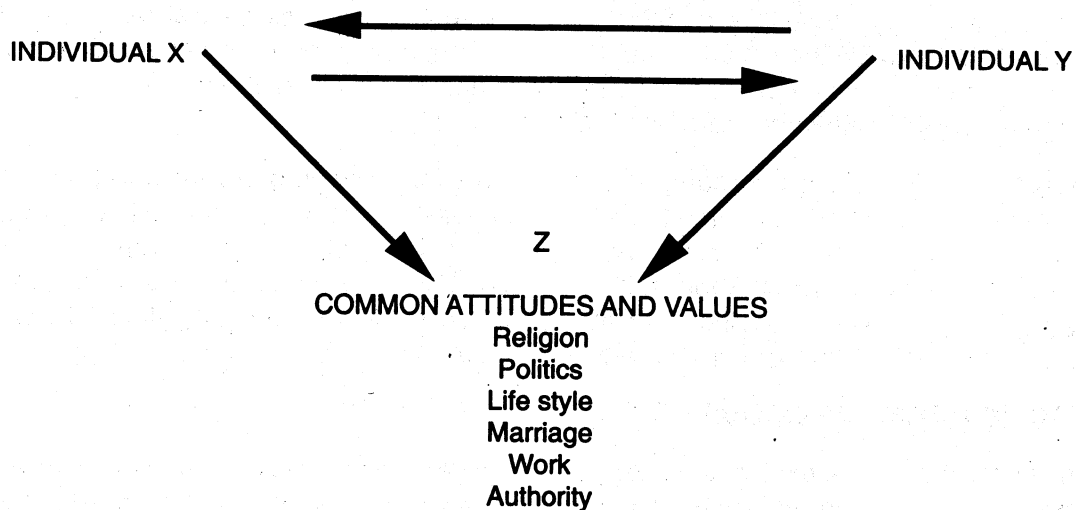 INDIVIDUAL X
INDIVIDUAL Y
Z
COMMON ATTITUDES AND VALUES
Religion
Politics
Life style
Marriage
Work
Authority